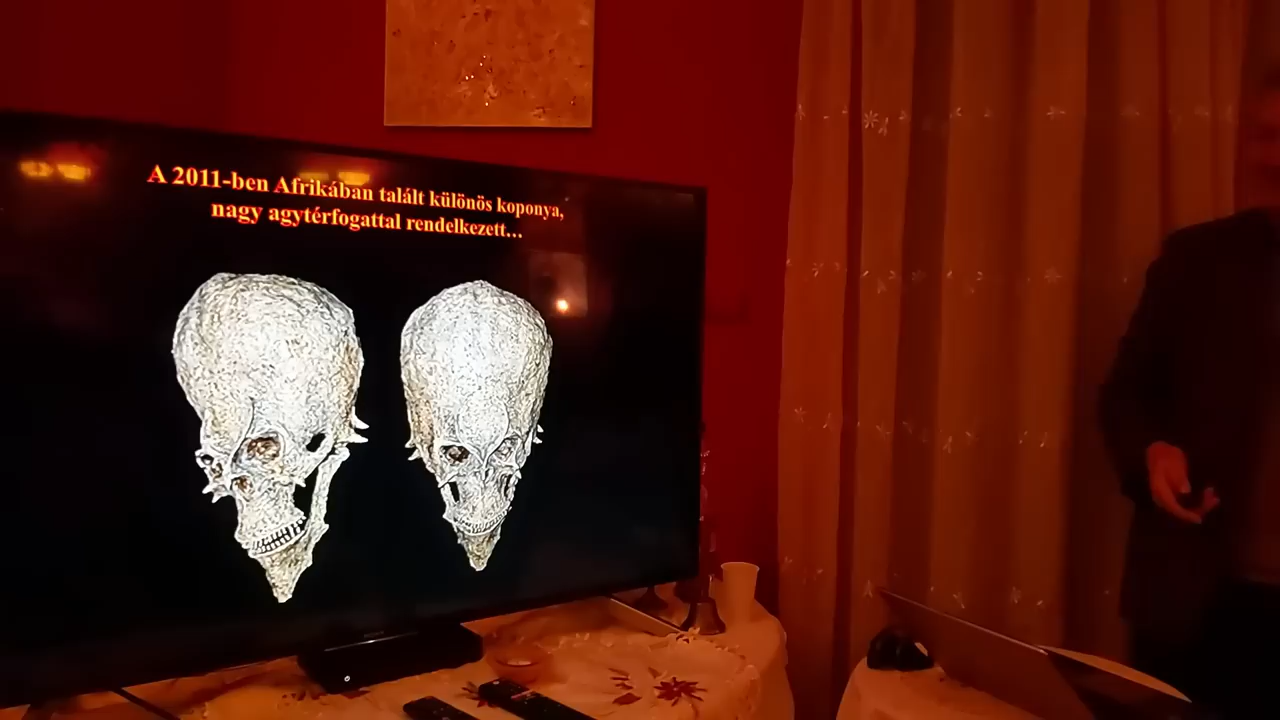 A 2011-ben Afrikában talált különös koponya,
nagy agytérfogattal rendelkezett...